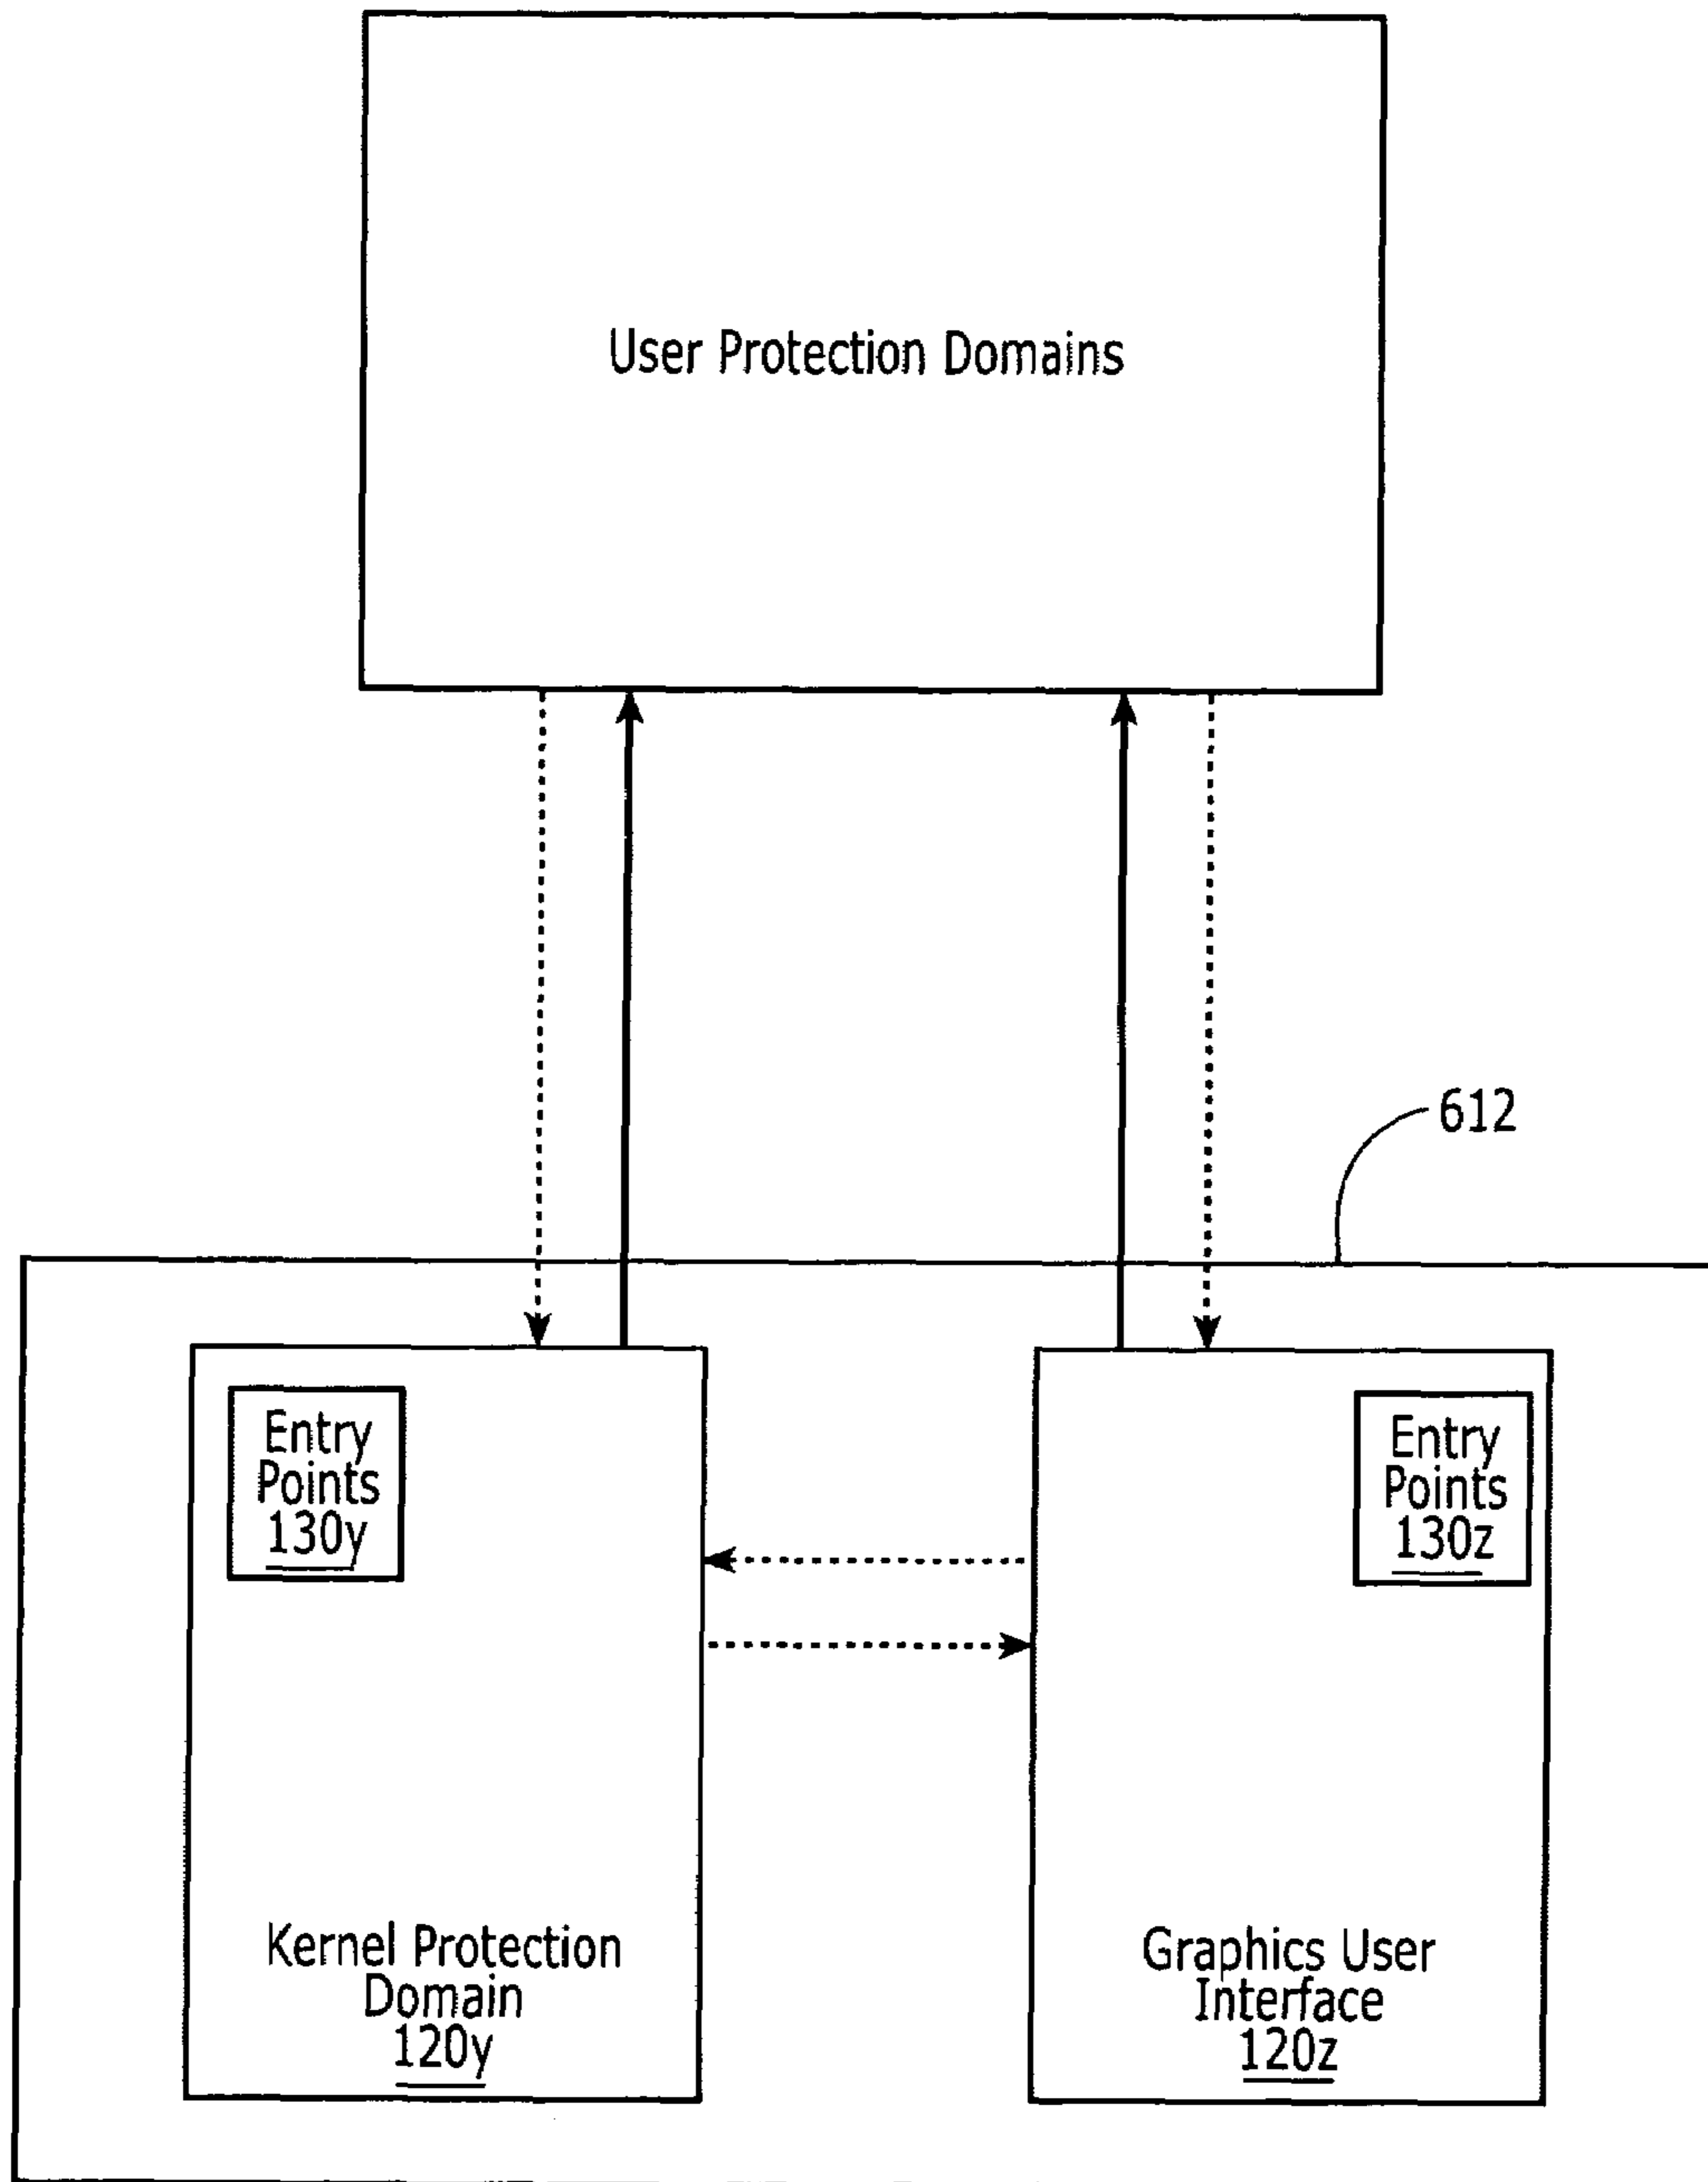 User Protection Domains
612
Entry
Points
130y
Entry
Points
130z
Kernel Protection
Domain
120y
Graphics User
Interface
120z